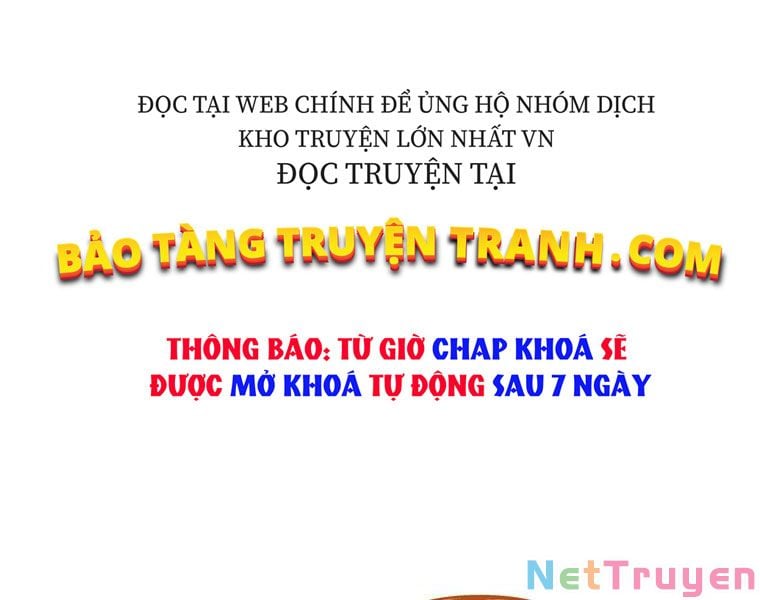 ĐỌC TẠI WEB CHÍNH ĐỂ ỦNG HỘ NHÓM DỊCH
KHO TRUYỆN LỚN NHẤT VN
ĐỌC TRUYỆN TẠI
BẢO TÀNG TRUYỆN TRANH.COM
THÔNG BÁO: TỪ GIỜ CHAP KHOÁ SẼ
ĐƯỢC MỞ KHOÁ TỰ ĐỘNG SAU 7 NGÀY
NetTruyen